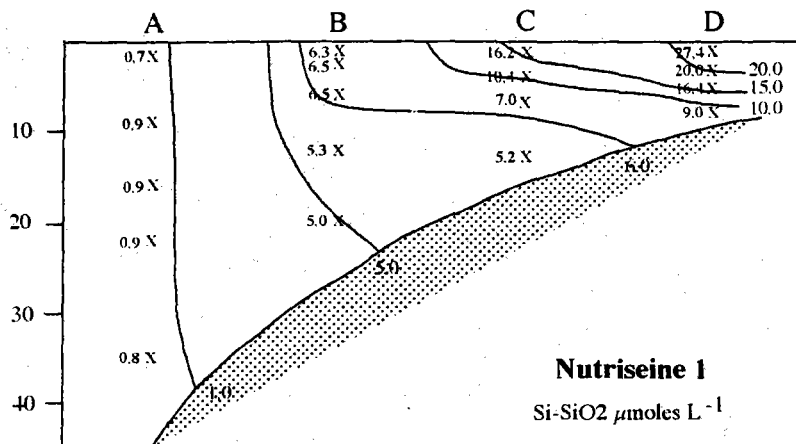 A B C D
0,7 X 6.3 X 16.2 X 27.4 X
6.5 X 20.0 X 20.0
10.4 X 16.4 X 15.0
6.5 X 7.0 X 9.0 X 10.0
10 0,9 X
5.3 X 5.2 X 6.0
0,9 X
20 5.0 X
0,9 X
5.0
30
0.8 X
1.0
40
Nutriseine 1
Si-SiO2 µmoles L -1